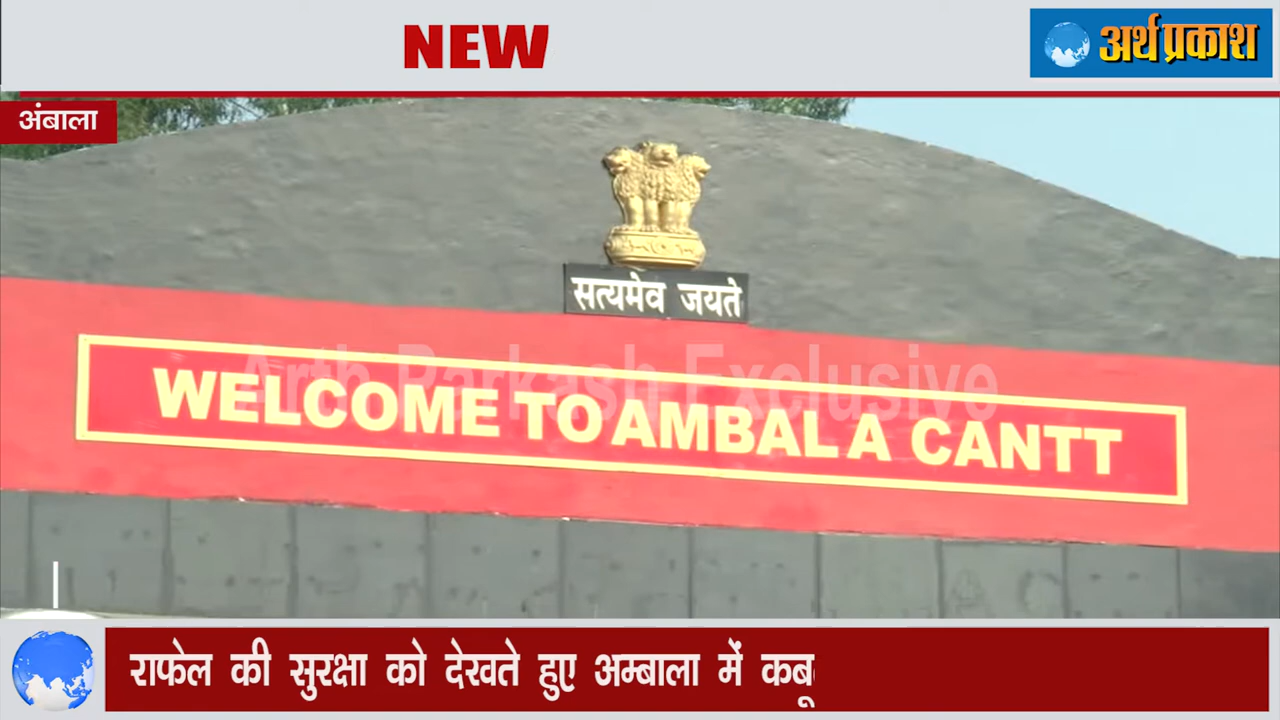 NEW
अर्थ प्रकाश
अंबाला
सत्यमेव जयते
Arth Parkash Exclusive
WELCOME TO AMBALA CANTT
राफेल की सुरक्षा को देखते हुए अम्बाला में